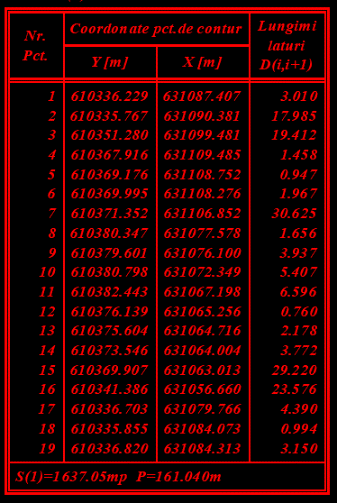 Nr. Pct. Coordonate pct.de contur Lungimi laturi D(i,i+1)
Y [m] X [m]
1 610336.229 631087.407 3.010
2 610335.767 631090.381 17.985
3 610351.280 631099.481 19.412
4 610367.916 631109.485 1.458
5 610369.176 631108.752 0.947
6 610369.995 631108.276 1.967
7 610371.352 631106.852 30.625
8 610380.347 631077.578 1.656
9 610379.601 631076.100 3.937
10 610380.798 631072.349 5.407
11 610382.443 631067.198 6.596
12 610376.139 631065.256 0.760
13 610375.604 631064.716 2.178
14 610373.546 631064.004 3.772
15 610369.907 631063.013 29.220
16 610341.386 631056.660 23.576
17 610336.703 631079.766 4.390
18 610335.855 631084.073 0.994
19 610336.820 631084.313 3.150
S(1)=1637.05mp P=161.040m